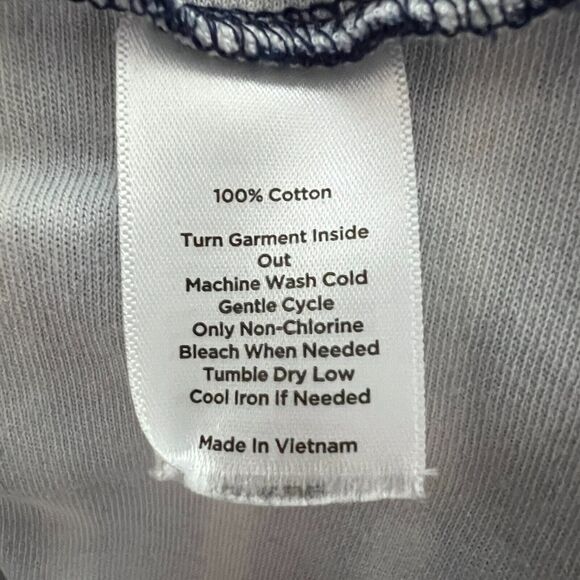 100% Cotton
Turn Garment Inside
Out
Machine Wash Cold
Gentle Cycle
Only Non-Chlorine
Bleach When Needed
Tumble Dry Low
Cool Iron If Needed
Made In Vietnam